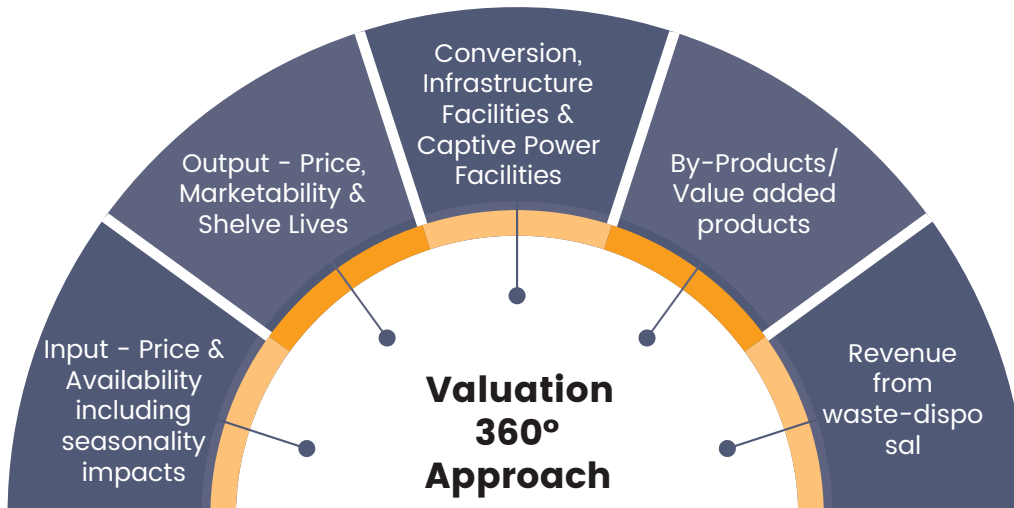 Input - Price &
Availability
including
seasonality
impacts
Output - Price,
Marketability &
Shelve Lives
Conversion,
Infrastructure
Facilities &
Captive Power
Facilities
By-Products/
Value added
products
Revenue
from
waste-dispo
sal
Valuation
360°
Approach